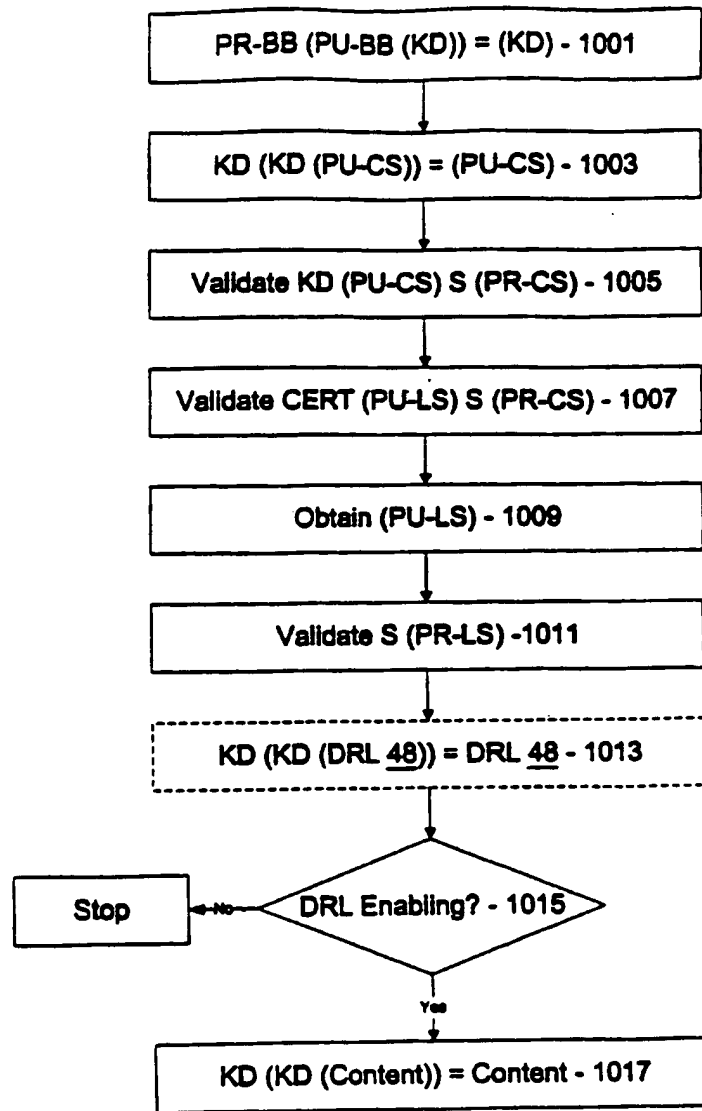 PR-BB (PU-BB (KD)) = (KD) - 1001
KD (KD (PU-CS)) = (PU-CS) - 1003
Validate KD (PU-CS) S (PR-CS) - 1005
Validate CERT (PU-LS) S (PR-CS) - 1007
Obtain (PU-LS) - 1009
Validate S (PR-LS) -1011
KD (KD (DRL 48)) = DRL 48 - 1013
DRL Enabling? - 1015
No
Stop
Yes
KD (KD (Content)) = Content - 1017